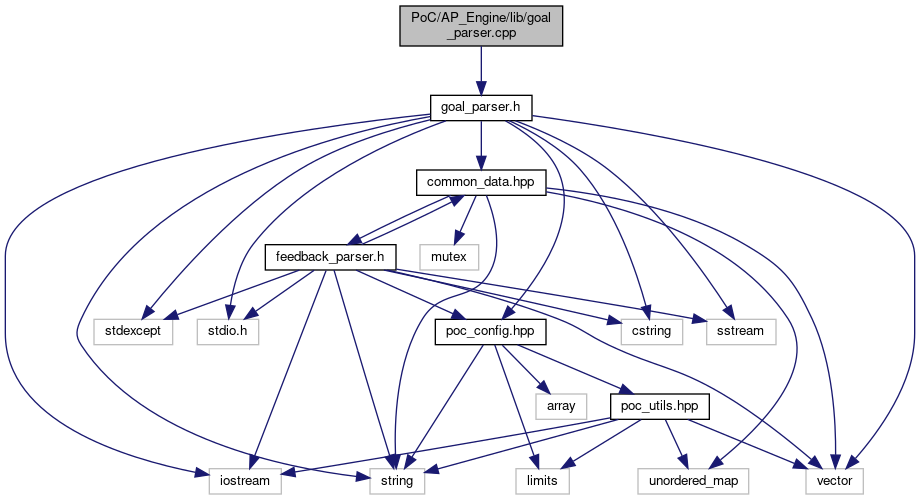 PoC/AP_Engine/lib/goal
_parser.cpp
goal_parser.h
common_data.hpp
feedback_parser.h
mutex
stdexcept
stdio.h
poc_config.hpp
cstring
sstream
array
poc_utils.hpp
iostream
string
limits
unordered_map
vector